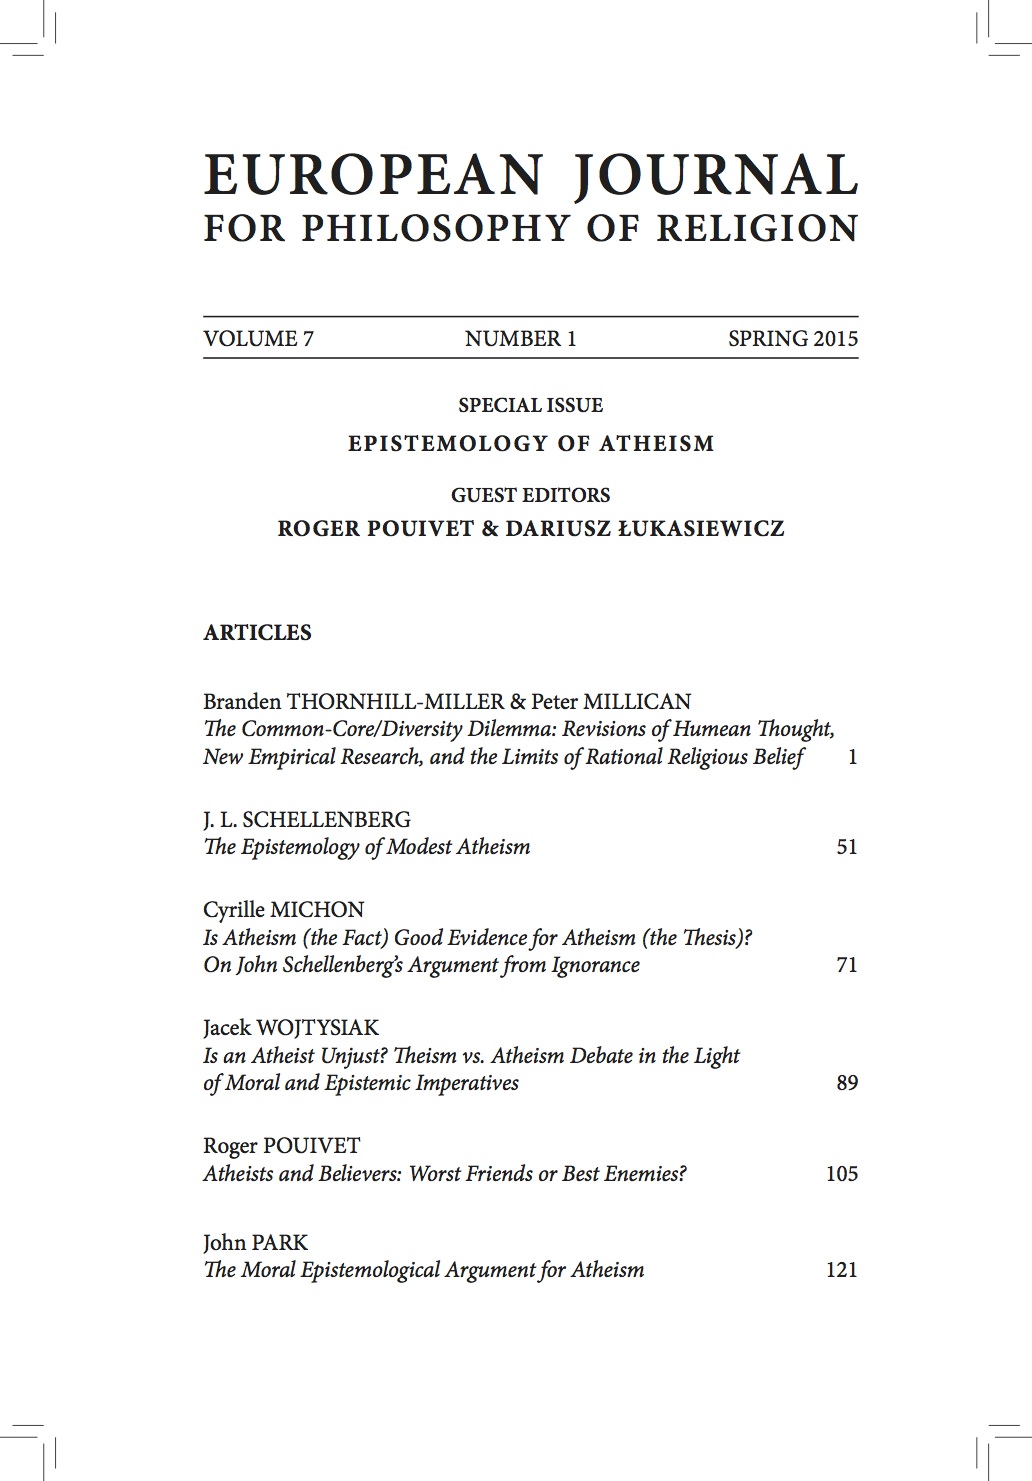 EUROPEAN JOURNAL
FOR PHILOSOPHY OF RELIGION
VOLUME 7 NUMBER 1 SPRING 2015
SPECIAL ISSUE
EPISTEMOLOGY OF ATHEISM
GUEST EDITORS
ROGER POUIVET & DARIUSZ ŁUKASIEWICZ
ARTICLES
Branden THORNHILL-MILLER & Peter MILLICAN
The Common-Core/Diversity Dilemma: Revisions of Humean Thought,
New Empirical Research, and the Limits of Rational Religious Belief 1
J. L. SCHELLENBERG
The Epistemology of Modest Atheism 51
Cyrille MICHON
Is Atheism (the Fact) Good Evidence for Atheism (the Thesis)?
On John Schellenberg's Argument from Ignorance 71
Jacek WOJTYSIAK
Is an Atheist Unjust? Theism vs. Atheism Debate in the Light
of Moral and Epistemic Imperatives 89
Roger POUIVET
Atheists and Believers: Worst Friends or Best Enemies? 105
John PARK
The Moral Epistemological Argument for Atheism 121